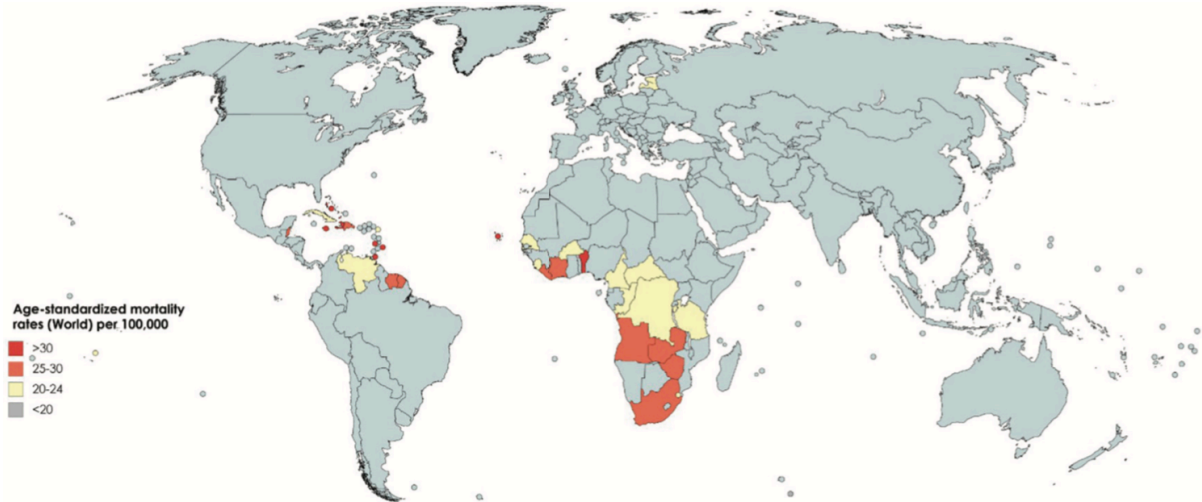 Age-standardized mortality
rates (World) per 100,000
>30
25-30
20-24
<20